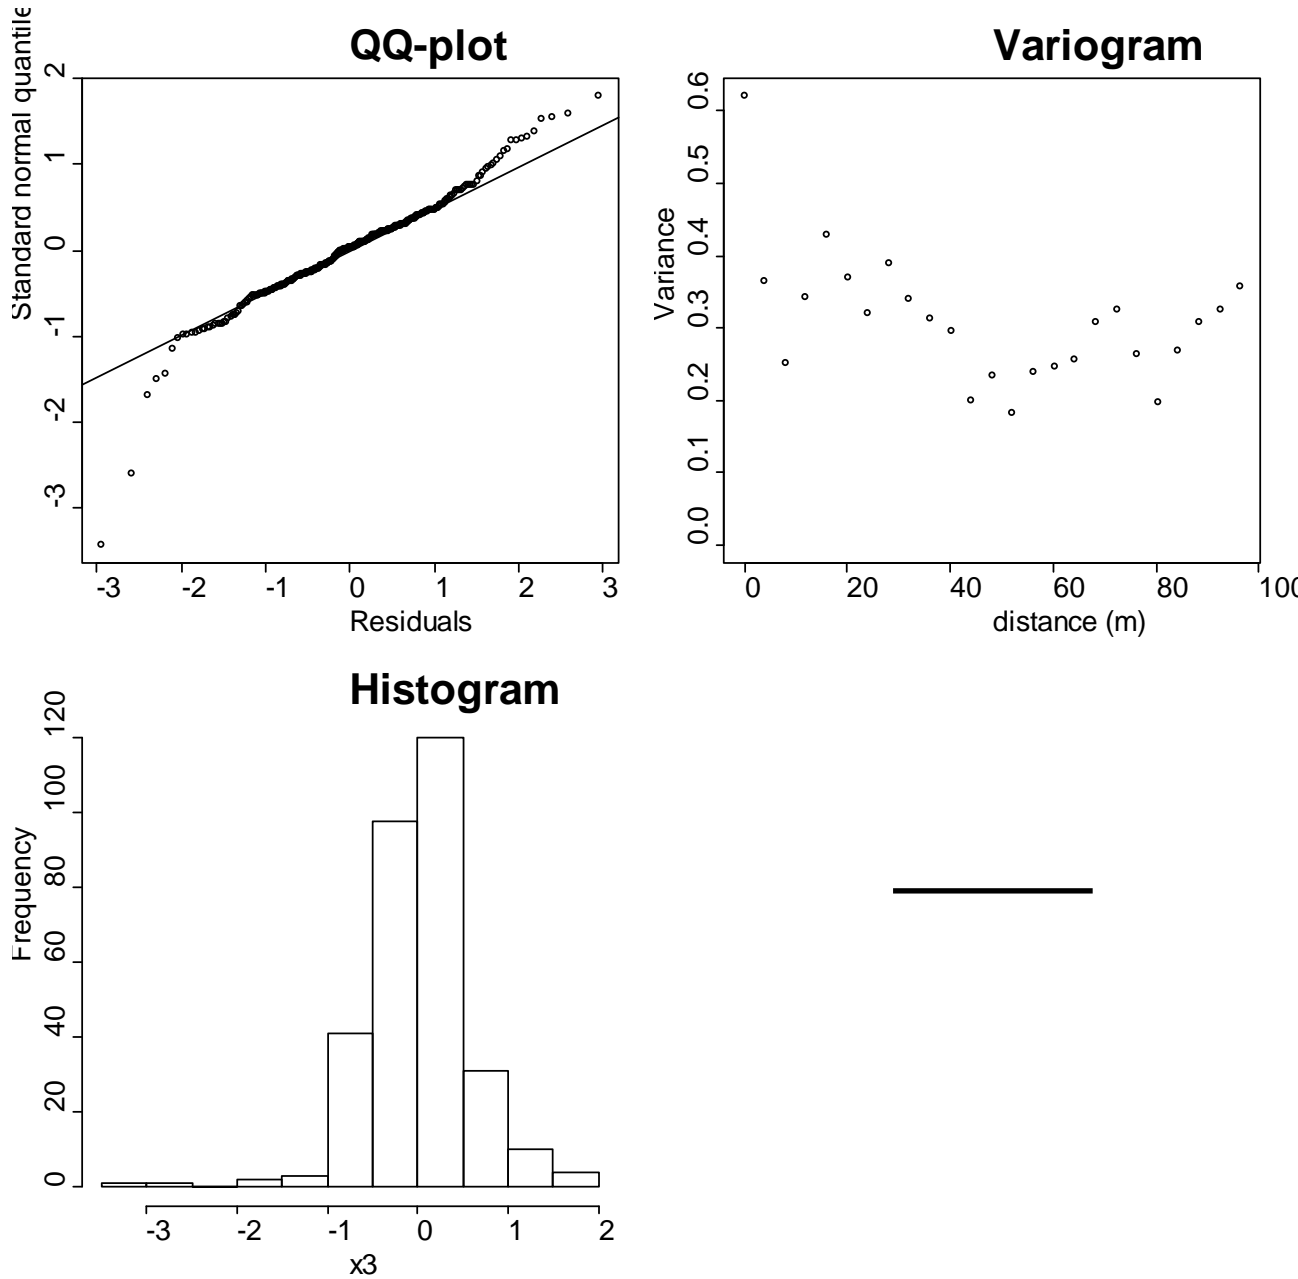 QQ-plot
Standard normal quantile
2
1
0
-1
-2
-3
-3 -2 -1 0 1 2 3
Residuals
Variogram
Variance
0.6
0.5
0.4
0.3
0.2
0.1
0.0
0 20 40 60 80 100
distance (m)
Histogram
Frequency
120
100
80
60
40
20
0
-3 -2 -1 0 1 2
x3